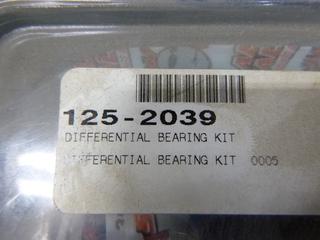 125-2039
DIFFERENTIAL BEARING KIT
DIFFERENTIAL BEARING KIT 0005